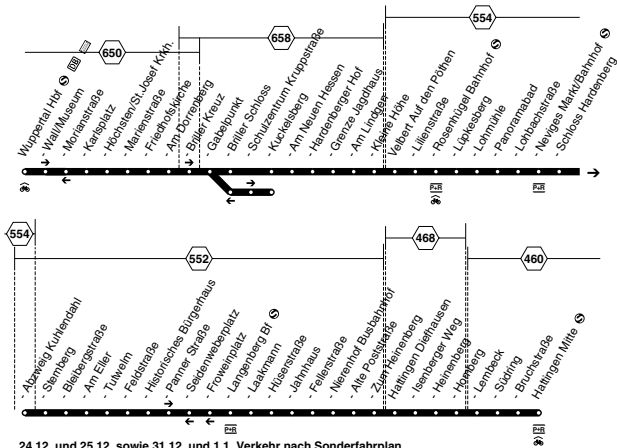 650
658
554
Wuppertal Hbf S DB
- Wall/Museum
- Morianstraße
- Karlsplatz
- Höchsten/St.Josef Krkh.
- Marienstraße
- Friedhofskirche
- Am Dorrenberg
- Briller Kreuz
Gabelpunkt
- Briller Schloss
- Schulzentrum Kruppstraße
- Kuckelsberg
- Am Neuen Hessen
- Hardenberger Hof
- Grenze Jagdhaus
- Am Lindgen
- Kleine Höhe
Velbert Auf den Pöthen
- Lilienstraße
- Rosenhügel Bahnhof S
- Lüpkesberg
- Lohmühle
- Panoramabad
- Lohbachstraße
- Neviges Markt/Bahnhof S
- Schloss Hardenberg
P+R
P+R
554
552
468
460
- Abzweig Kuhlendahl
- Sternberg
- Bleibergstraße
- Am Eller
- Tutwelm
- Feldstraße
- Historisches Bürgerhaus
- Panner Straße
- Seidenweberplatz
- Froweinplatz
- Langenberg Bf S
- Laakmann
- Hüserstraße
- Jahnhaus
- Fellerstraße
- Nierenhof Busbahnhof
- Alte Poststraße
- Zum Heinenberg
Hattingen Diefhausen
- Isenberger Weg
- Heinenberg
- Homberg
- Lembeck
- Südring
- Bruchstraße
- Hattingen Mitte S
P+R
P+R
24.12. und 25.12. sowie 31.12. und 1.1. Verkehr nach Sonderfahrplan